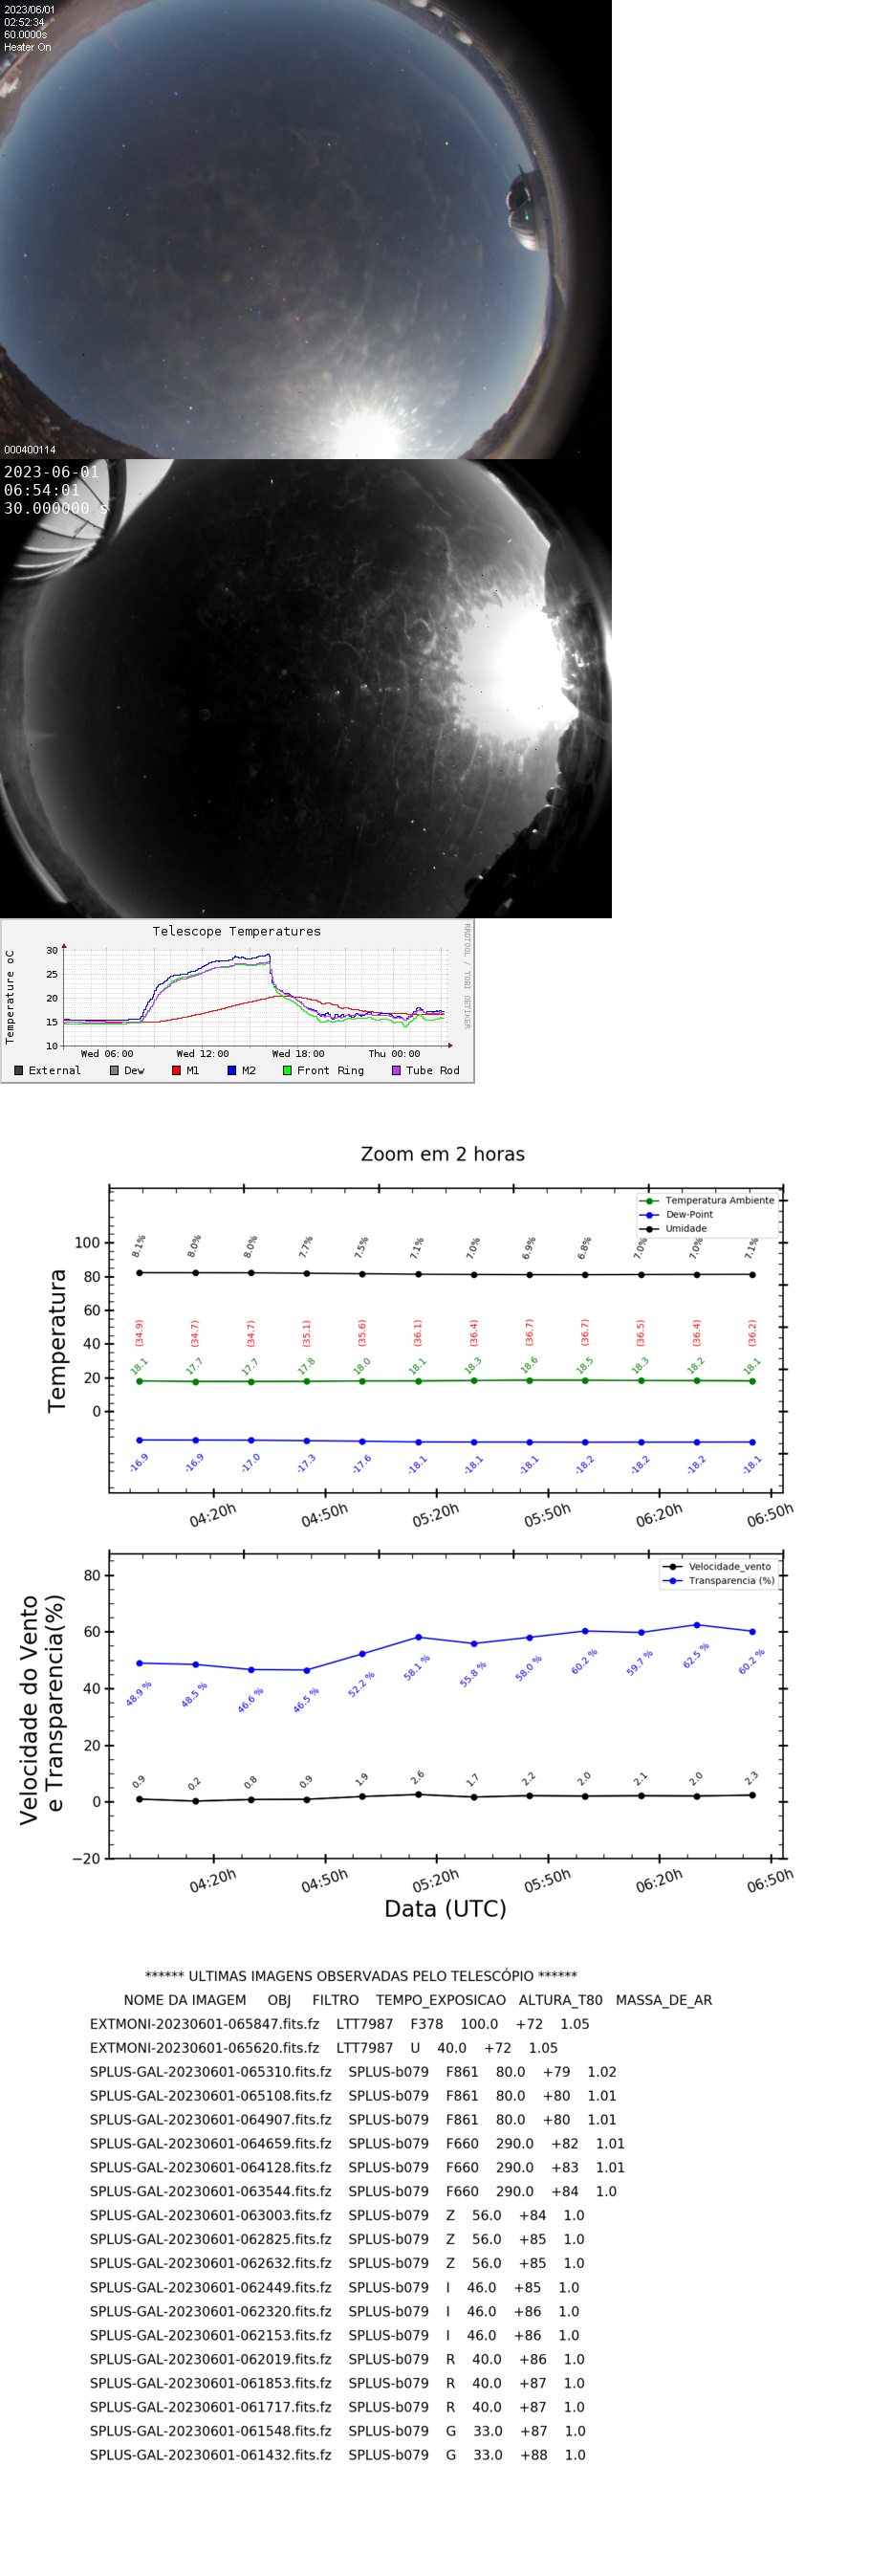 2023/06/01
02:52:34
60.0000s
Heater On
000400114
2023-06-01
06:54:01
30.000000 s
Telescope Temperatures
Temperature oC
30
25
20
15
10
Wed 06:00 Wed 12:00 Wed 18:00 Thu 00:00
External Dew M1 M2 Front Ring Tube Rod
RRDTOOL / TOBI OETIKER
Zoom em 2 horas
Temperatura Ambiente
Dew-Point
Umidade
Temperatura
100
80
60
40
20
0
8.1% 8.0% 8.0% 7.7% 7.5% 7.1% 7.0% 6.9% 6.8% 7.0% 7.0% 7.1%
(34.9) (34.7) (34.7) (35.1) (35.6) (36.1) (36.4) (36.7) (36.7) (36.5) (36.4) (36.2)
18.1 17.7 17.7 17.8 18.0 18.1 18.3 18.6 18.5 18.3 18.2 18.1
-16.9 -16.9 -17.0 -17.3 -17.6 -18.1 -18.1 -18.1 -18.2 -18.2 -18.2 -18.1
04:20h 04:50h 05:20h 05:50h 06:20h 06:50h
Velocidade_vento
Transparencia (%)
Velocidade do Vento
e Transparencia(%)
80
60
40
20
0
−20
48.9 % 48.5 % 46.6 % 46.5 % 52.2 % 58.1 % 55.8 % 58.0 % 60.2 % 59.7 % 62.5 % 60.2 %
0.9 0.2 0.8 0.9 1.9 2.6 1.7 2.2 2.0 2.1 2.0 2.3
04:20h 04:50h 05:20h 05:50h 06:20h 06:50h
Data (UTC)
****** ULTIMAS IMAGENS OBSERVADAS PELO TELESCÓPIO ******
NOME DA IMAGEM OBJ FILTRO TEMPO_EXPOSICAO ALTURA_T80 MASSA_DE_AR
EXTMONI-20230601-065847.fits.fz LTT7987 F378 100.0 +72 1.05
EXTMONI-20230601-065620.fits.fz LTT7987 U 40.0 +72 1.05
SPLUS-GAL-20230601-065310.fits.fz SPLUS-b079 F861 80.0 +79 1.02
SPLUS-GAL-20230601-065108.fits.fz SPLUS-b079 F861 80.0 +80 1.01
SPLUS-GAL-20230601-064907.fits.fz SPLUS-b079 F861 80.0 +80 1.01
SPLUS-GAL-20230601-064659.fits.fz SPLUS-b079 F660 290.0 +82 1.01
SPLUS-GAL-20230601-064128.fits.fz SPLUS-b079 F660 290.0 +83 1.01
SPLUS-GAL-20230601-063544.fits.fz SPLUS-b079 F660 290.0 +84 1.0
SPLUS-GAL-20230601-063003.fits.fz SPLUS-b079 Z 56.0 +84 1.0
SPLUS-GAL-20230601-062825.fits.fz SPLUS-b079 Z 56.0 +85 1.0
SPLUS-GAL-20230601-062632.fits.fz SPLUS-b079 Z 56.0 +85 1.0
SPLUS-GAL-20230601-062449.fits.fz SPLUS-b079 I 46.0 +85 1.0
SPLUS-GAL-20230601-062320.fits.fz SPLUS-b079 I 46.0 +86 1.0
SPLUS-GAL-20230601-062153.fits.fz SPLUS-b079 I 46.0 +86 1.0
SPLUS-GAL-20230601-062019.fits.fz SPLUS-b079 R 40.0 +86 1.0
SPLUS-GAL-20230601-061853.fits.fz SPLUS-b079 R 40.0 +87 1.0
SPLUS-GAL-20230601-061717.fits.fz SPLUS-b079 R 40.0 +87 1.0
SPLUS-GAL-20230601-061548.fits.fz SPLUS-b079 G 33.0 +87 1.0
SPLUS-GAL-20230601-061432.fits.fz SPLUS-b079 G 33.0 +88 1.0